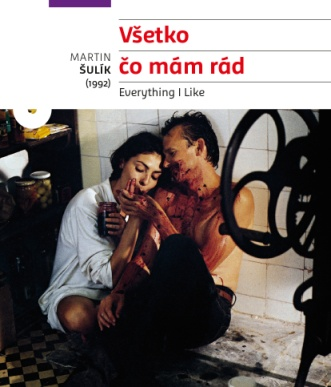 Všetko
MARTIN
čo mám rád
ŠULÍK
(1992)
Everything I Like